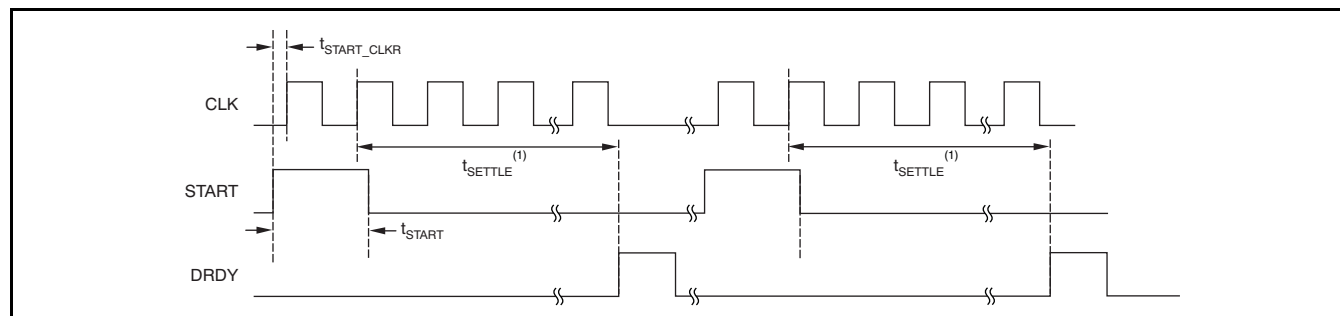 tSTART_CLKR
CLK
tSETTLE(1)
tSETTLE(1)
START
tSTART
DRDY